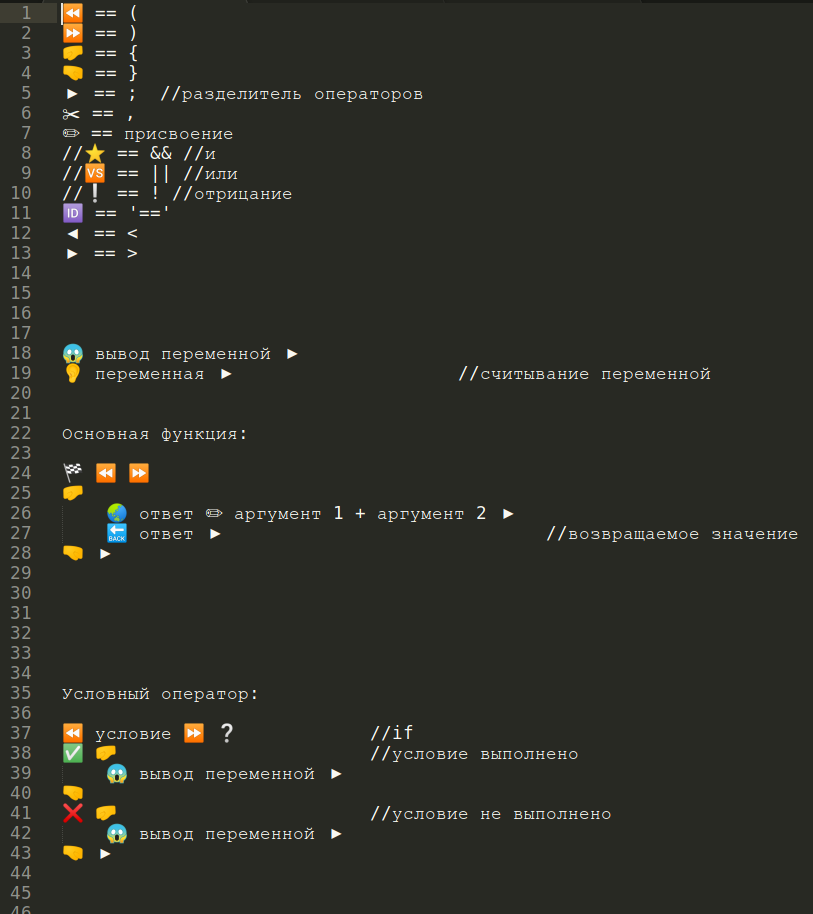 1 ⏪ == (
2 ⏩ == )
3 🤛 == {
4 🤜 == }
5 ► == ; //разделитель операторов
6 ✂ == ,
7 ✏ == присвоение
8 //⭐ == && //и
9 //🆚 == || //или
10 //❕ == ! //отрицание
11 🆔 == '=='
12 ◄ == <
13 ► == >
14
15
16
17
18 😱 вывод переменной ►
19 💡 переменная ► //считывание переменной
20
21
22 Основная функция:
23
24 🏁 ⏪ ⏩
25 🤛
26 🌏 ответ ✏ аргумент 1 + аргумент 2 ►
27 🔙 ответ ► //возвращаемое значение
28 🤜 ►
29
30
31
32
33
34
35 Условный оператор:
36
37 ⏪ условие ⏩ ❔ //if
38 ✅ 🤛 //условие выполнено
39 😱 вывод переменной ►
40 🤜
41 ❌ 🤛 //условие не выполнено
42 😱 вывод переменной ►
43 🤜 ►
44
45
46